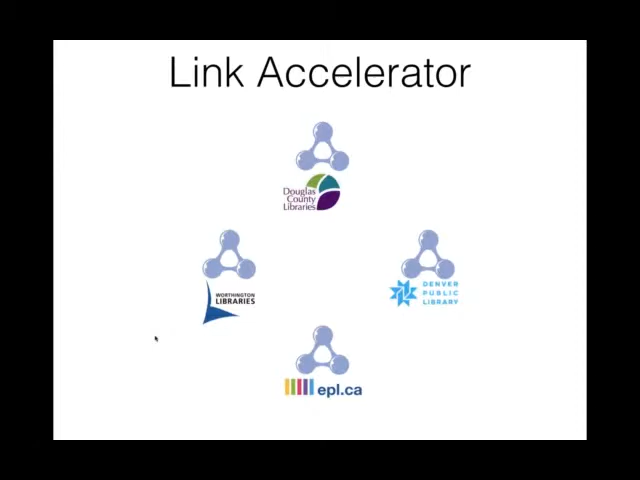 Link Accelerator
Douglas
County
Libraries
WORTHINGTON
LIBRARIES
DENVER
PUBLIC
LIBRARY
epl.ca